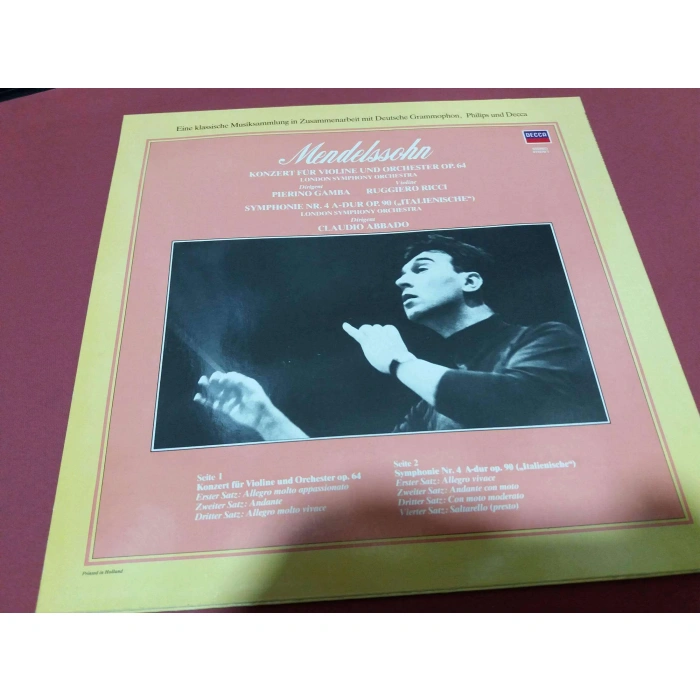 Eine klassische Musiksammlung in Zusammenarbeit mit Deutsche Grammophon, Philips und Decca
DECCA
Mendelssohn
KONZERT FÜR VIOLINE UND ORCHESTER OP. 64
LONDON SYMPHONY ORCHESTRA
Dirigent Violine
PIERINO GAMBA RUGGIERO RICCI
SYMPHONIE NR. 4 A-DUR OP. 90 („ITALIENISCHE“)
LONDON SYMPHONY ORCHESTRA
Dirigent
CLAUDIO ABBADO
Seite 1
Konzert für Violine und Orchester op. 64
Erster Satz: Allegro molto appassionato
Zweiter Satz: Andante
Dritter Satz: Allegro molto vivace
Seite 2
Symphonie Nr. 4 A-dur op. 90 („Italienische“)
Erster Satz: Allegro vivace
Zweiter Satz: Andante con moto
Dritter Satz: Con moto moderato
Vierter Satz: Saltarello (presto)
Printed in Holland